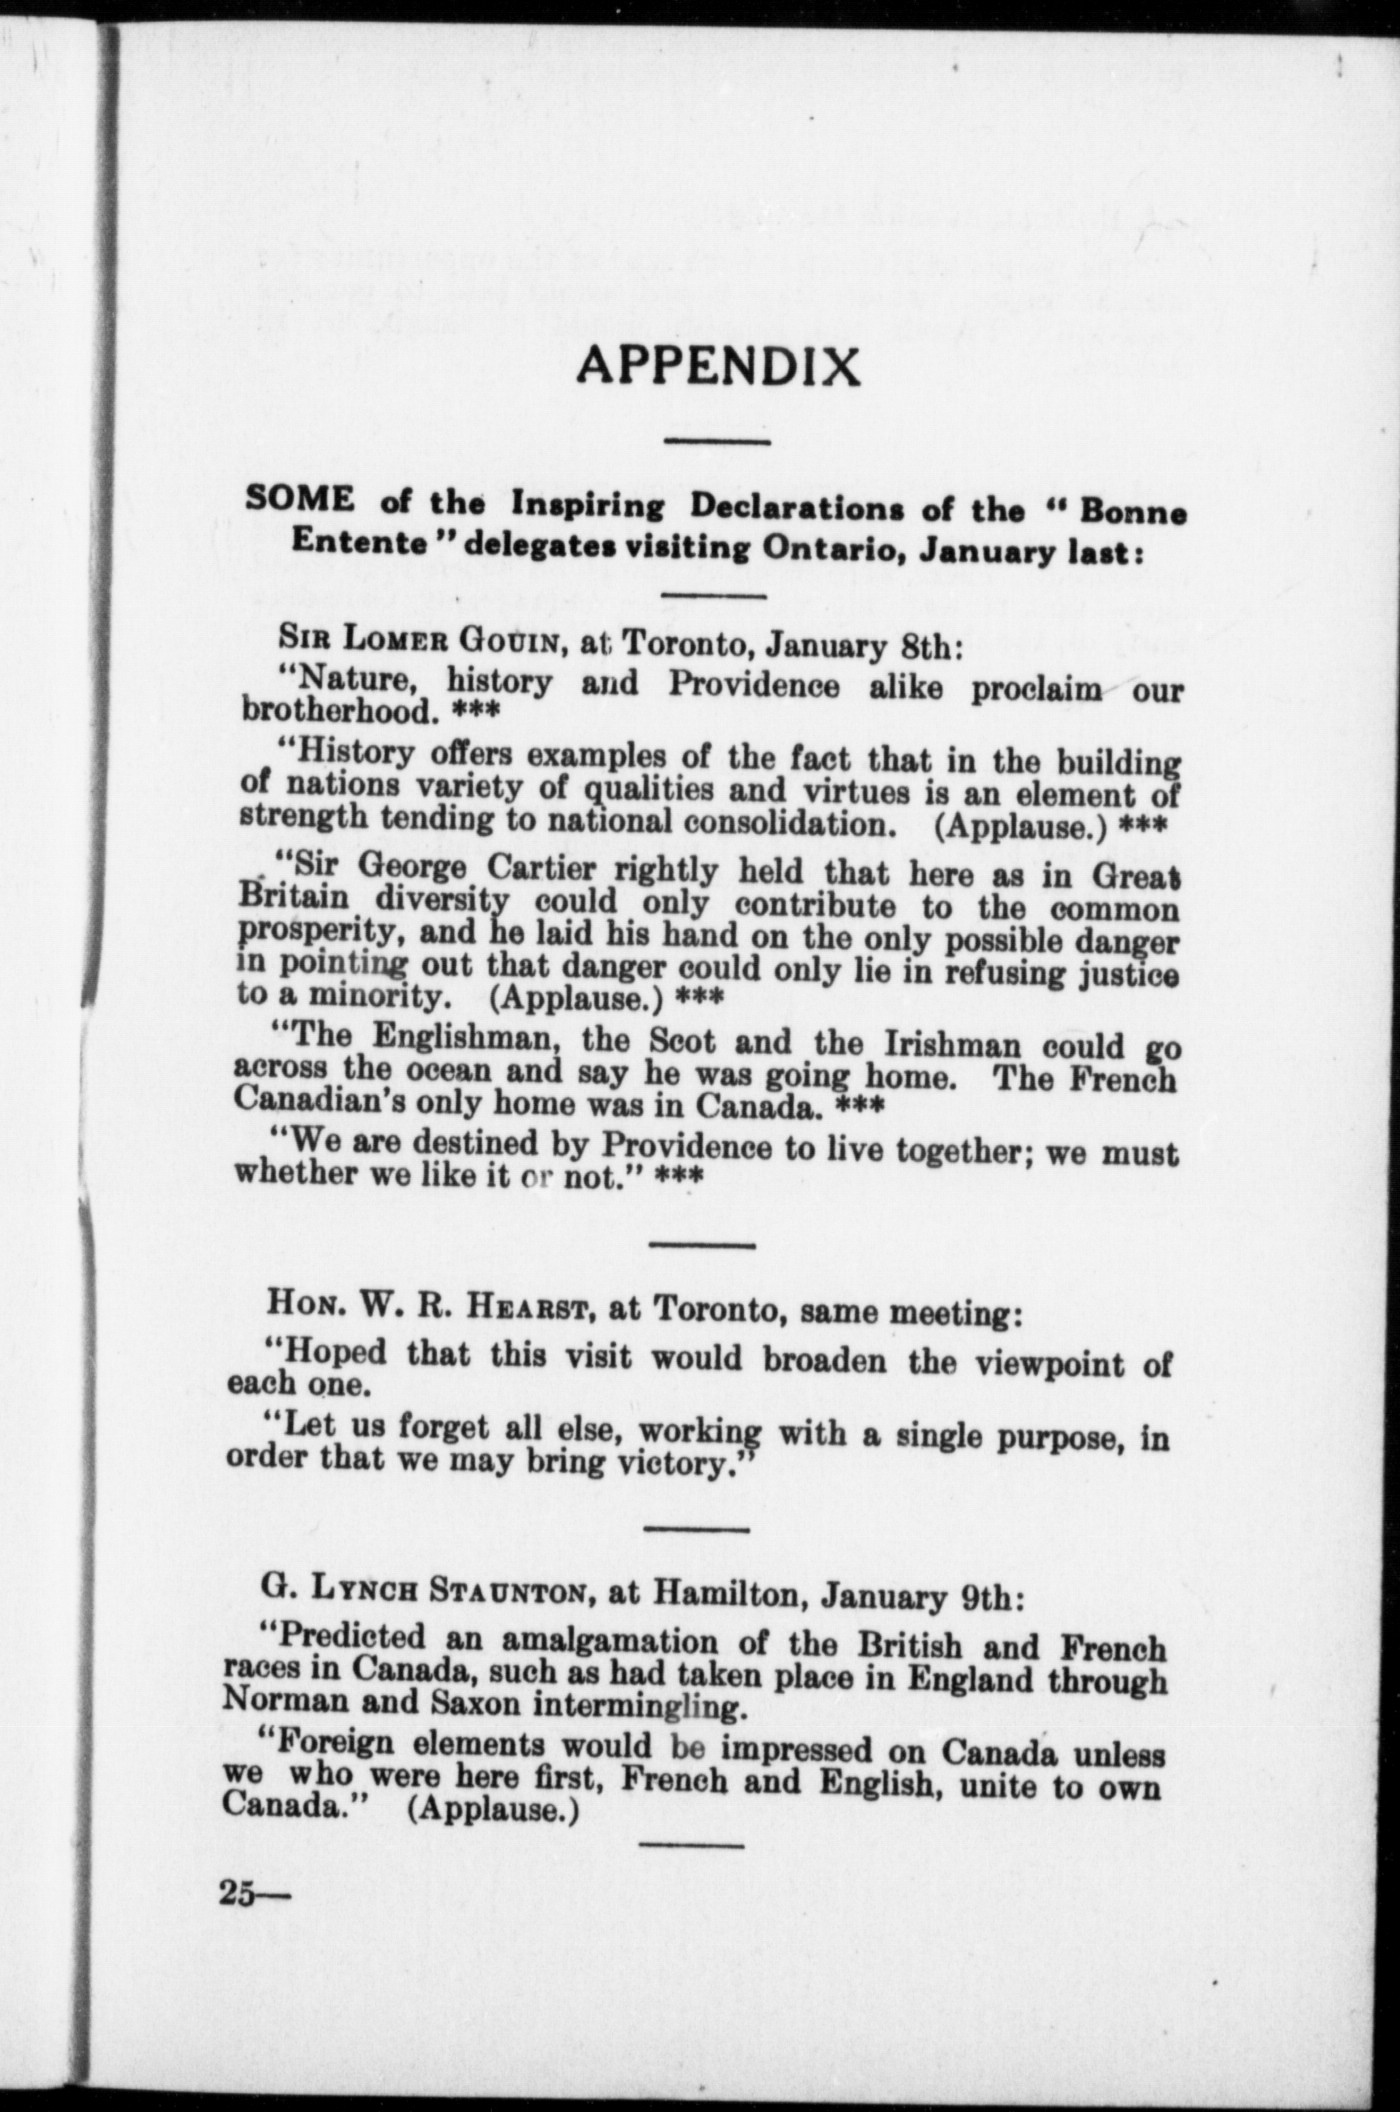 APPENDIX
SOME of the Inspiring Declarations of the " Bonne
Entente " delegates visiting Ontario, January last:
SIR LOMER GOUIN, at Toronto, January 8th:
"Nature, history and Providence alike proclaim our
brotherhood. ***
"History offers examples of the fact that in the building
of nations variety of qualities and virtues is an element of
strength tending to national consolidation. (Applause.) ***
"Sir George Cartier rightly held that here as in Great
Britain diversity could only contribute to the common
prosperity, and he laid his hand on the only possible danger
in pointing out that danger could only lie in refusing justice
to a minority. (Applause.) ***
"The Englishman, the Scot and the Irishman could go
across the ocean and say he was going home. The French
Canadian's only home was in Canada. ***
"We are destined by Providence to live together; we must
whether we like it or not." ***
HON. W. R. HEARST, at Toronto, same meeting:
"Hoped that this visit would broaden the viewpoint of
each one.
"Let us forget all else, working with a single purpose, in
order that we may bring victory."
G. LYNCH STAUNTON, at Hamilton, January 9th:
"Predicted an amalgamation of the British and French
races in Canada, such as had taken place in England through
Norman and Saxon intermingling.
"Foreign elements would be impressed on Canada unless
we who were here first, French and English, unite to own
Canada." (Applause.)
25—